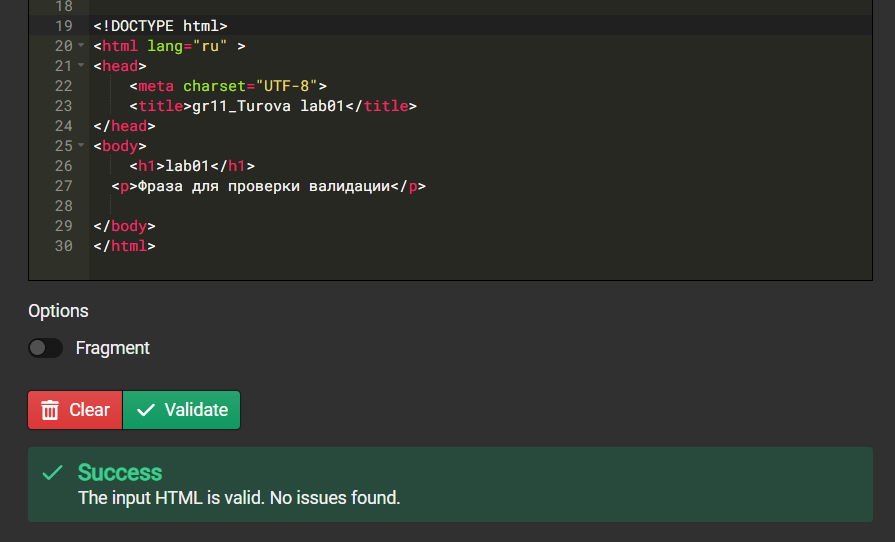 18
19 <!DOCTYPE html>
20 <html lang="ru" >
21 <head>
22 <meta charset="UTF-8">
23 <title>gr11_Turova lab01</title>
24 </head>
25 <body>
26 <h1>lab01</h1>
27 <p>Фраза для проверки валидации</p>
28
29 </body>
30 </html>
Options
Fragment
Clear Validate
Success
The input HTML is valid. No issues found.